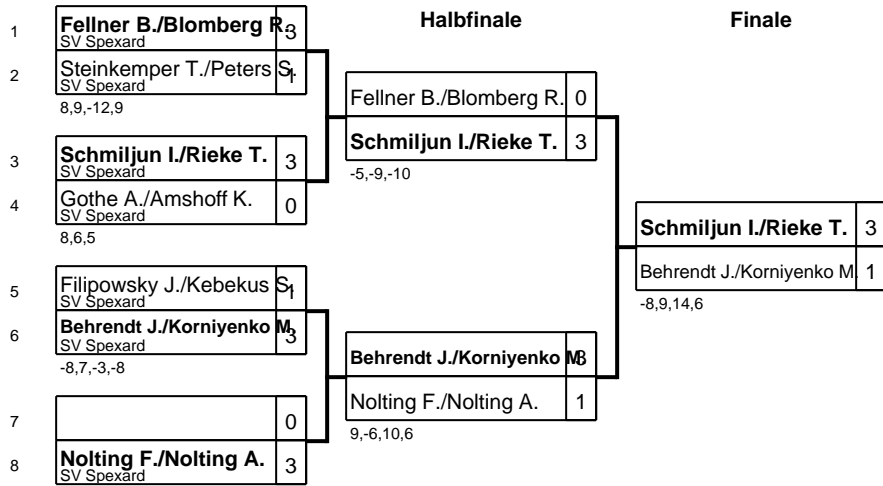 Halbfinale
Finale
1
Fellner B./Blomberg R.
3
SV Spexard
2
Steinkemper T./Peters S.
1
SV Spexard
8,9,-12,9
3
Schmiljun I./Rieke T.
3
SV Spexard
4
Gothe A./Amshoff K.
0
SV Spexard
8,6,5
5
Filipowsky J./Kebekus S.
1
SV Spexard
6
Behrendt J./Korniyenko M.
3
SV Spexard
-8,7,-3,-8
7
0
8
Nolting F./Nolting A.
3
SV Spexard
Fellner B./Blomberg R.
0
Schmiljun I./Rieke T.
3
-5,-9,-10
Behrendt J./Korniyenko M.
3
Nolting F./Nolting A.
1
9,-6,10,6
Schmiljun I./Rieke T.
3
Behrendt J./Korniyenko M.
1
-8,9,14,6